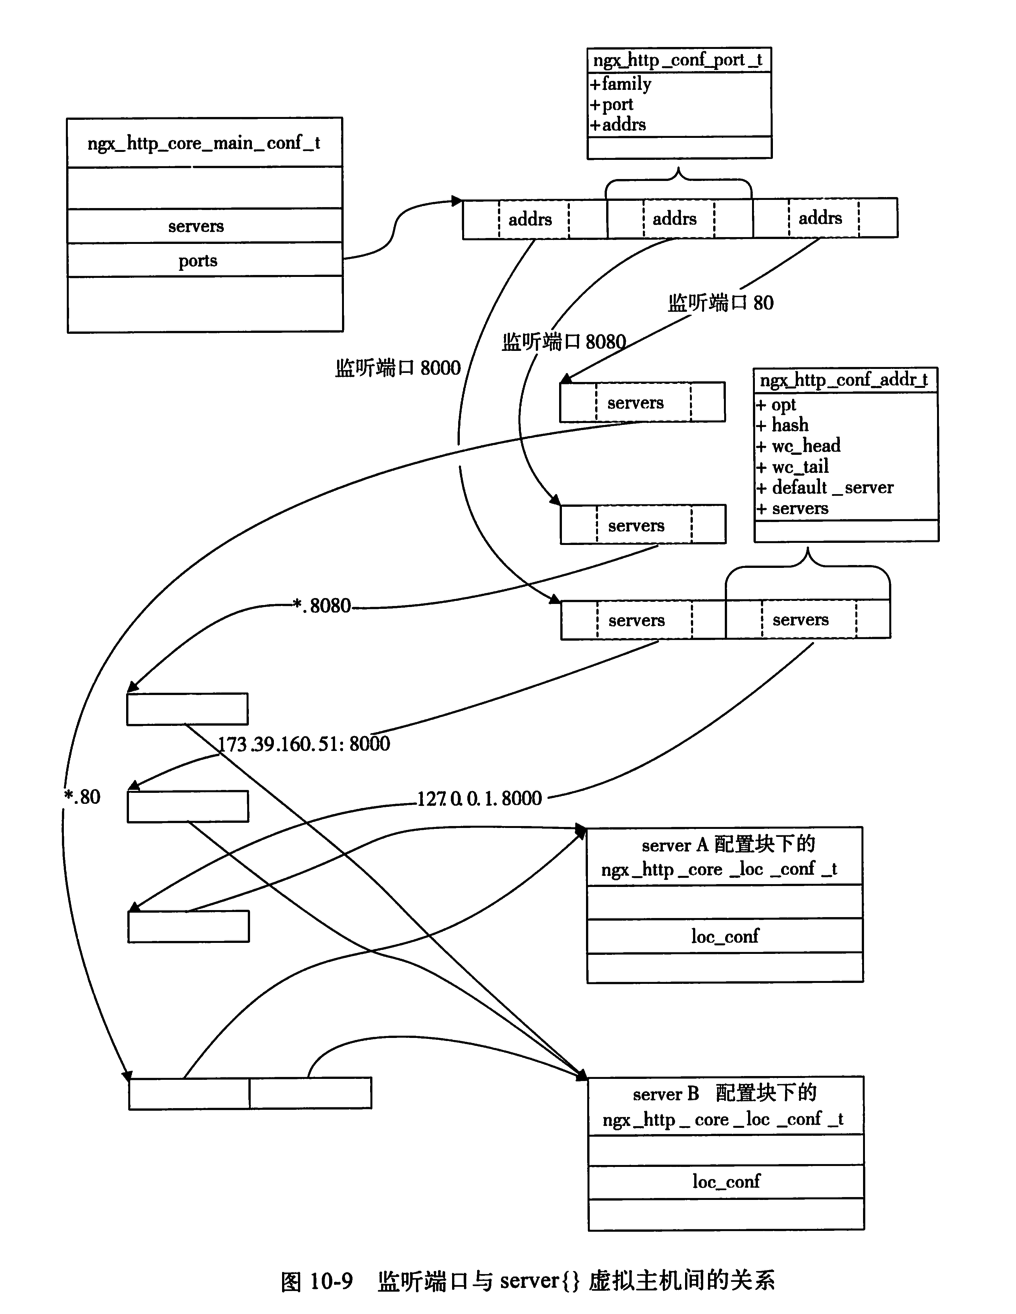 ngx_http_conf_port_t
+family
+port
+addrs
ngx_http_core_main_conf_t
servers
ports
addrs addrs addrs
监听端口 80
监听端口 8080
监听端口 8000
servers
ngx_http_conf_addr_t
+ opt
+ hash
+ wc_head
+ wc_tail
+ default_server
+ servers
servers
*.8080
servers servers
173.39.160.51:8000
*.80
127.0.0.1.8000
server A 配置块下的
ngx_http_core_loc_conf_t
loc_conf
server B 配置块下的
ngx_http_core_loc_conf_t
loc_conf
图 10-9 监听端口与 server{} 虚拟主机间的关系